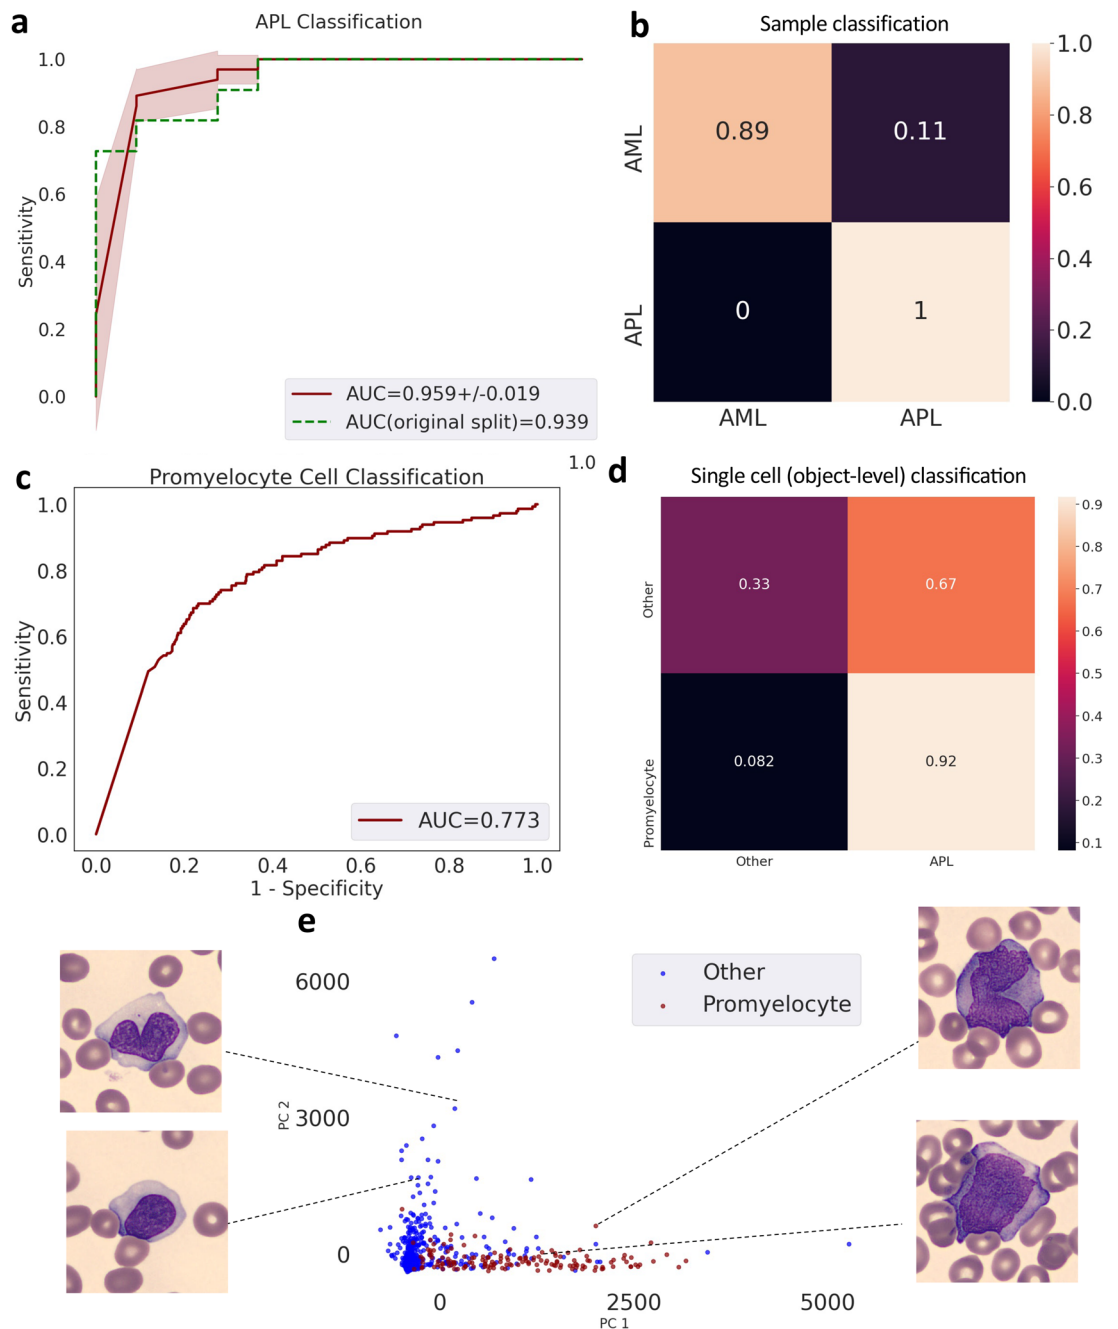 a
APL Classification
1.0
0.8
0.6
0.4
0.2
0.0
Sensitivity
AUC=0.959+/-0.019
AUC(original split)=0.939
b
Sample classification
AML
APL
0.89
0.11
0
1
AML
APL
1.0
0.8
0.6
0.4
0.2
0.0
c
Promyelocyte Cell Classification
1.0
1.0
0.8
0.6
0.4
0.2
0.0
Sensitivity
AUC=0.773
0.0
0.2
0.4
0.6
0.8
1.0
1 - Specificity
d
Single cell (object-level) classification
Other
Promyelocyte
0.33
0.67
0.082
0.92
Other
APL
0.9
0.8
0.7
0.6
0.5
0.4
0.3
0.2
0.1
e
Other
Promyelocyte
6000
3000
0
PC 2
0
2500
5000
PC 1